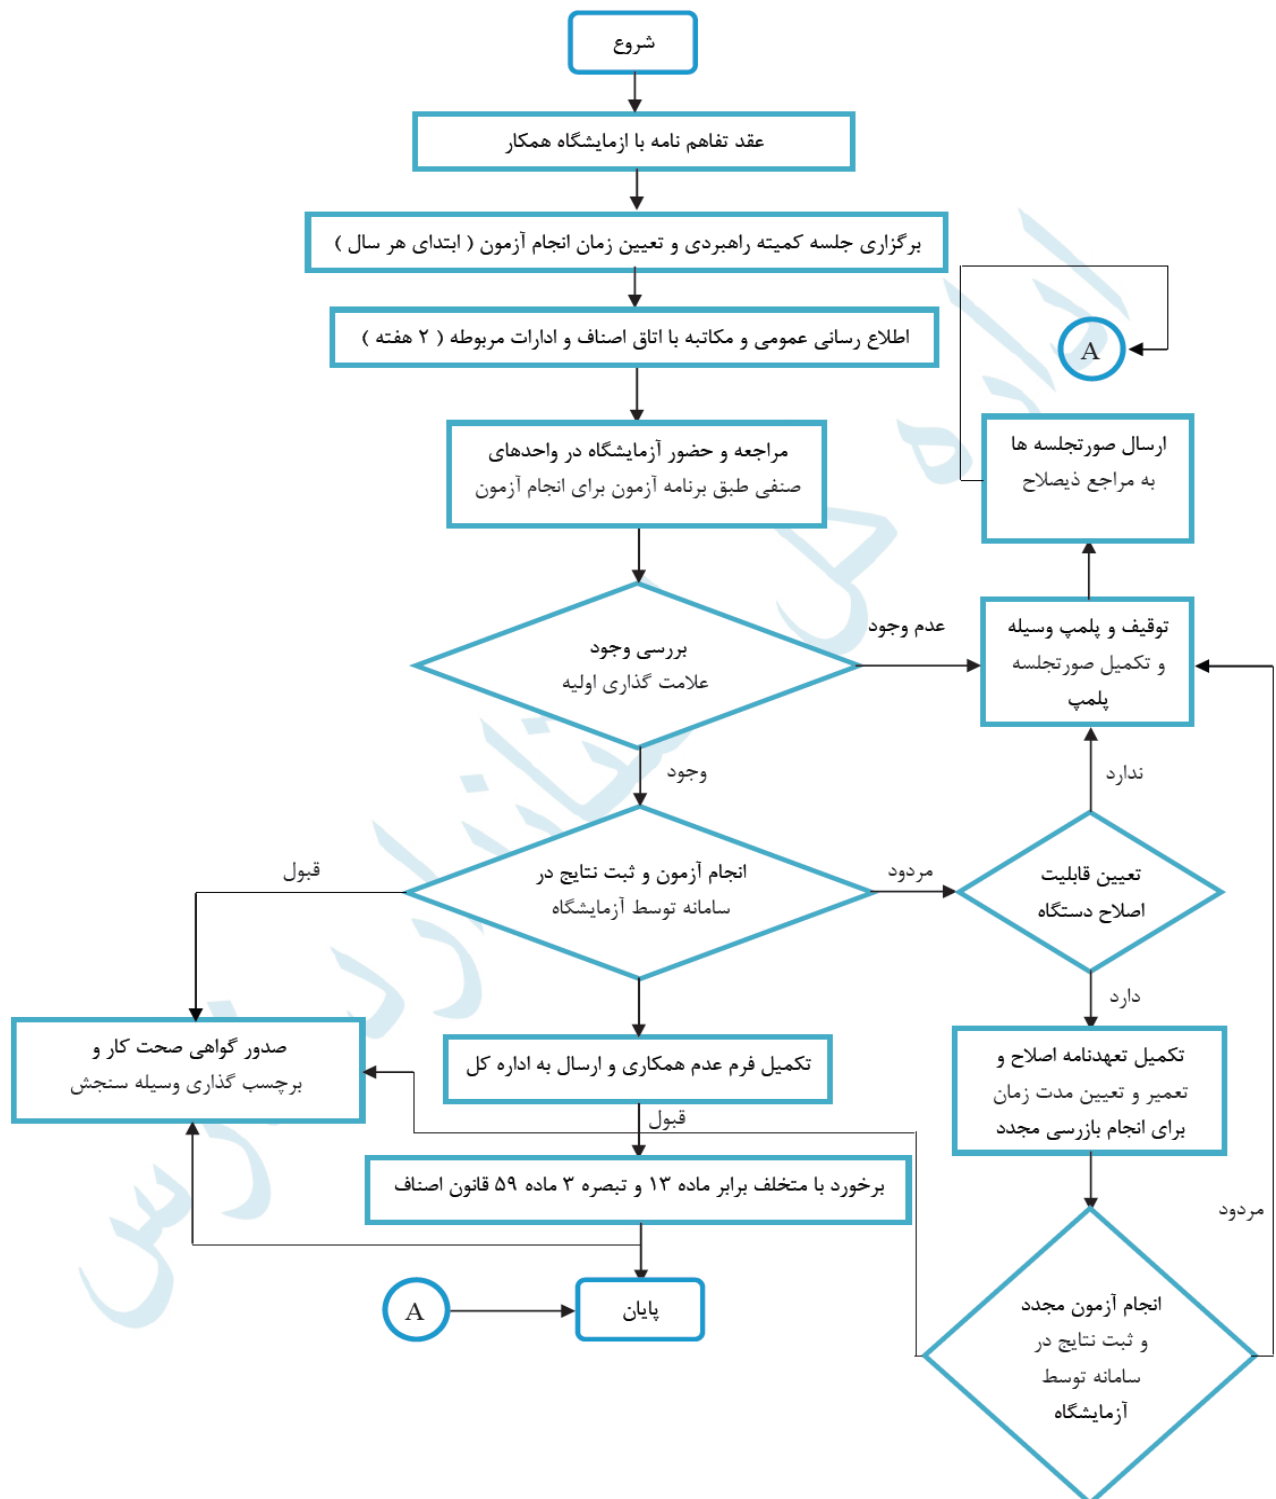 شروع
عقد تفاهم نامه با ازمایشگاه همکار
برگزاری جلسه کمیته راهبردی و تعیین زمان انجام آزمون ( ابتدای هر سال )
اطلاع رسانی عمومی و مکاتبه با اتاق اصناف و ادارات مربوطه ( ۲ هفته )
A
مراجعه و حضور آزمایشگاه در واحدهای
صنفی طبق برنامه آزمون برای انجام آزمون
ارسال صورتجلسه ها
به مراجع ذیصلاح
بررسی وجود
علامت گذاری اولیه
عدم وجود
توقیف و پلمپ وسیله
و تکمیل صورتجلسه
پلمپ
وجود
ندارد
انجام آزمون و ثبت نتایج در
سامانه توسط آزمایشگاه
مردود
قبول
تعیین قابلیت
اصلاح دستگاه
دارد
صدور گواهی صحت کار و
برچسب گذاری وسیله سنجش
تکمیل فرم عدم همکاری و ارسال به اداره کل
تکمیل تعهدنامه اصلاح و
تعمیر و تعیین مدت زمان
برای انجام بازرسی مجدد
قبول
برخورد با متخلف برابر ماده ۱۳ و تبصره ۳ ماده ۵۹ قانون اصناف
مردود
A
پایان
انجام آزمون مجدد
و ثبت نتایج در
سامانه توسط
آزمایشگاه
اداره کل استاندارد فارس